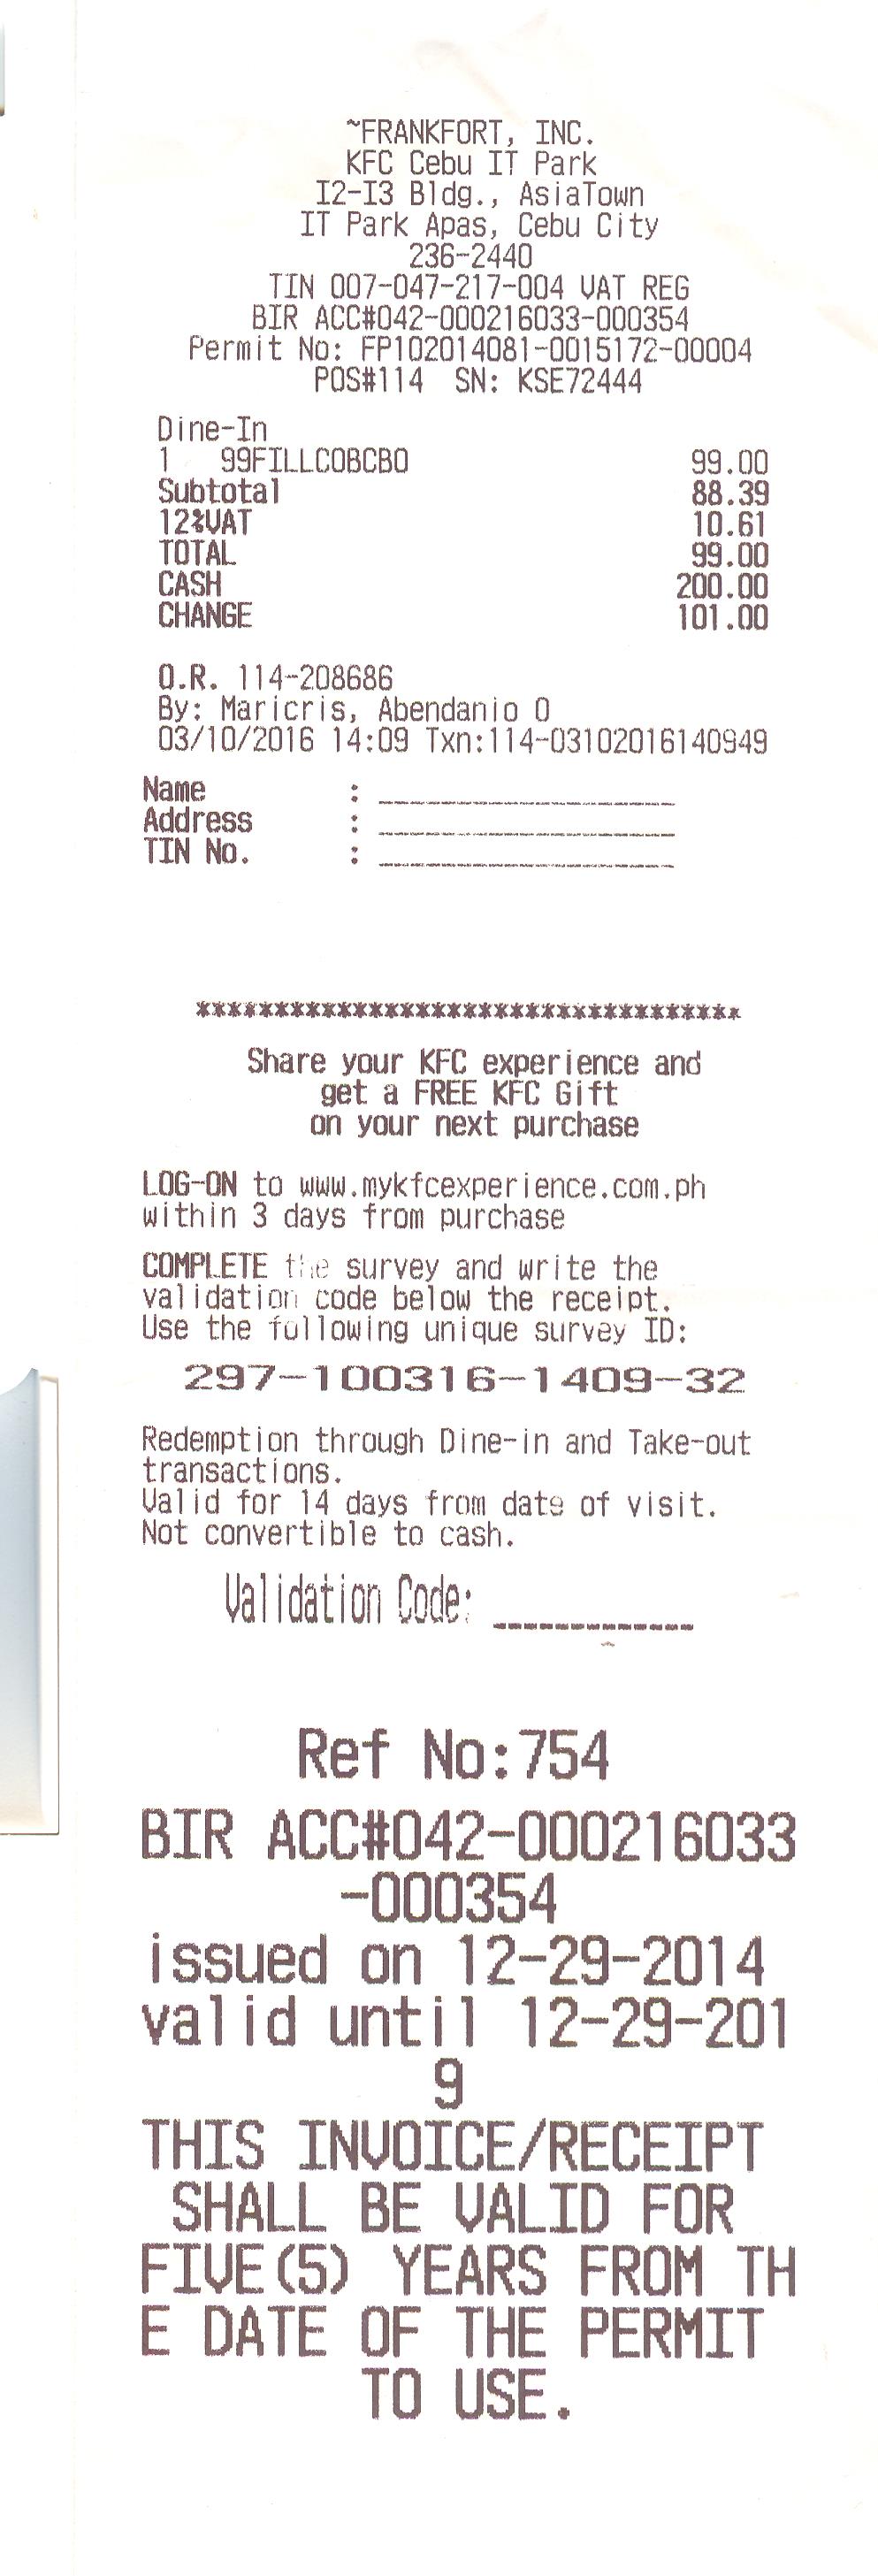 ~FRANKFORT, INC.
KFC Cebu IT Park
I2-I3 Bldg., AsiaTown
IT Park Apas, Cebu City
236-2440
TIN 007-047-217-004 VAT REG
BIR ACC#042-000216033-000354
Permit No: FP102014081-0015172-00004
POS#114 SN: KSE72444
Dine-In
1 99FILLCOBCBO 99.00
Subtotal 88.39
12%VAT 10.61
TOTAL 99.00
CASH 200.00
CHANGE 101.00
O.R. 114-208686
By: Maricris, Abendanio O
03/10/2016 14:09 Txn:114-03102016140949
Name : ____________________
Address : ____________________
TIN No. : ____________________
***********************************
Share your KFC experience and
get a FREE KFC Gift
on your next purchase
LOG-ON to www.mykfcexperience.com.ph
within 3 days from purchase
COMPLETE the survey and write the
validation code below the receipt.
Use the following unique survey ID:
297-100316-1409-32
Redemption through Dine-in and Take-out
transactions.
Valid for 14 days from date of visit.
Not convertible to cash.
Validation Code: _____________
Ref No:754
BIR ACC#042-000216033
-000354
issued on 12-29-2014
valid until 12-29-201
9
THIS INVOICE/RECEIPT
SHALL BE VALID FOR
FIVE(5) YEARS FROM TH
E DATE OF THE PERMIT
TO USE.